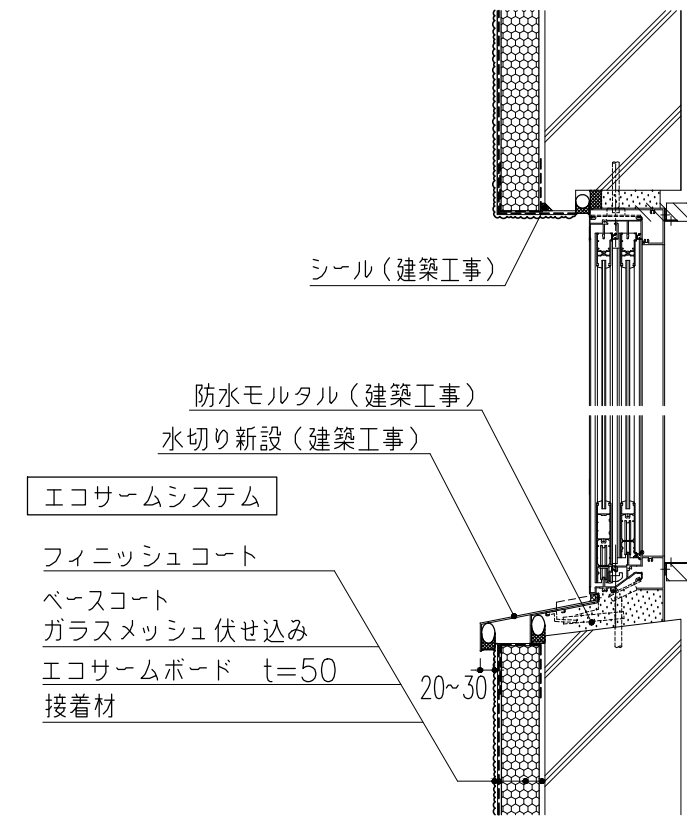 シール（建築工事）
防水モルタル（建築工事）
水切り新設（建築工事）
エコサームシステム
フィニッシュコート
ベースコート
ガラスメッシュ伏せ込み
エコサームボード　t=50
接着材
20~30